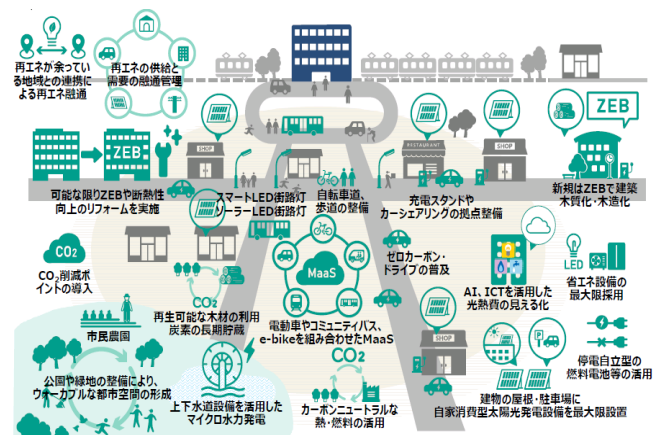 再エネが余ってい
る地域との連携に
よる再エネ融通
再エネの供給と
需要の融通管理
ZEB
ZEB
SHOP
SHOP
RESTAURANT
SHOP
可能な限りZEBや断熱性
向上のリフォームを実施
スマートLED街路灯
ソーラーLED街路灯
自転車道、
歩道の整備
充電スタンドや
カーシェアリングの拠点整備
新規はZEBで建築
木質化・木造化
CO₂
CO₂削減ポ
イントの導入
CO₂
再生可能な木材の利用
炭素の長期貯蔵
MaaS
電動車やコミュニティバス、
e-bikeを組み合わせたMaaS
ゼロカーボン・
ドライブの普及
AI、ICTを活用した
光熱費の見える化
LED
省エネ設備の
最大限採用
市民農園
公園や緑地の整備により、
ウォーカブルな都市空間の形成
上下水道設備を活用した
マイクロ水力発電
CO₂
カーボンニュートラルな
熱・燃料の活用
SHOP
P
停電自立型の
燃料電池等の活用
建物の屋根・駐車場に
自家消費型太陽光発電設備を最大限設置